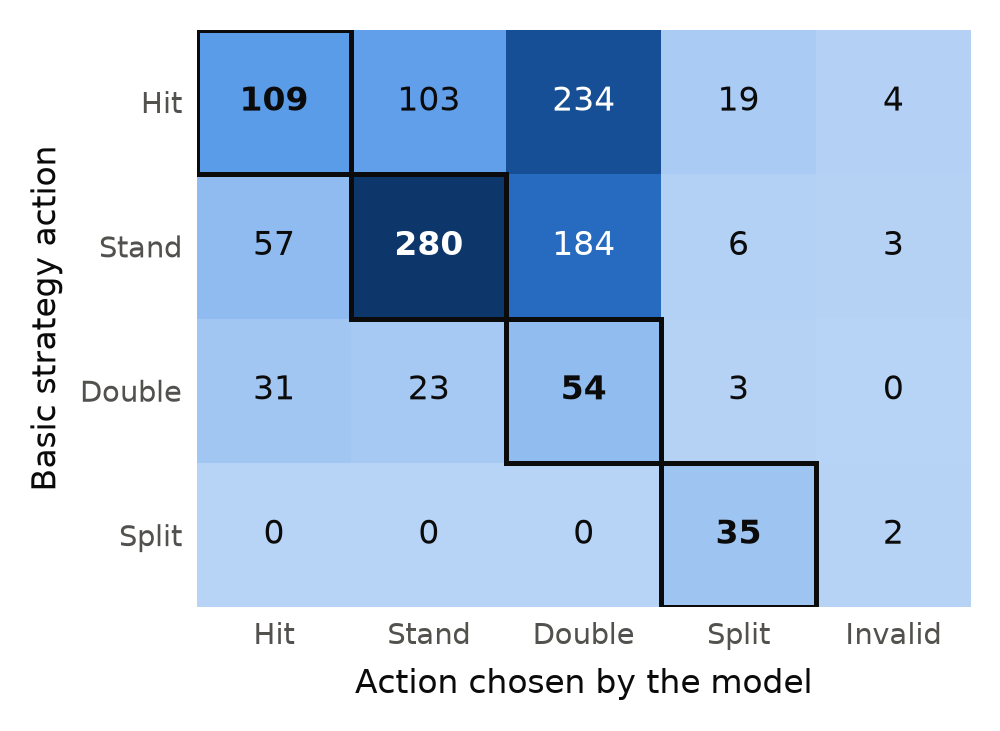 Basic strategy action
Hit 109 103 234 19 4
Stand 57 280 184 6 3
Double 31 23 54 3 0
Split 0 0 0 35 2
Hit Stand Double Split Invalid
Action chosen by the model